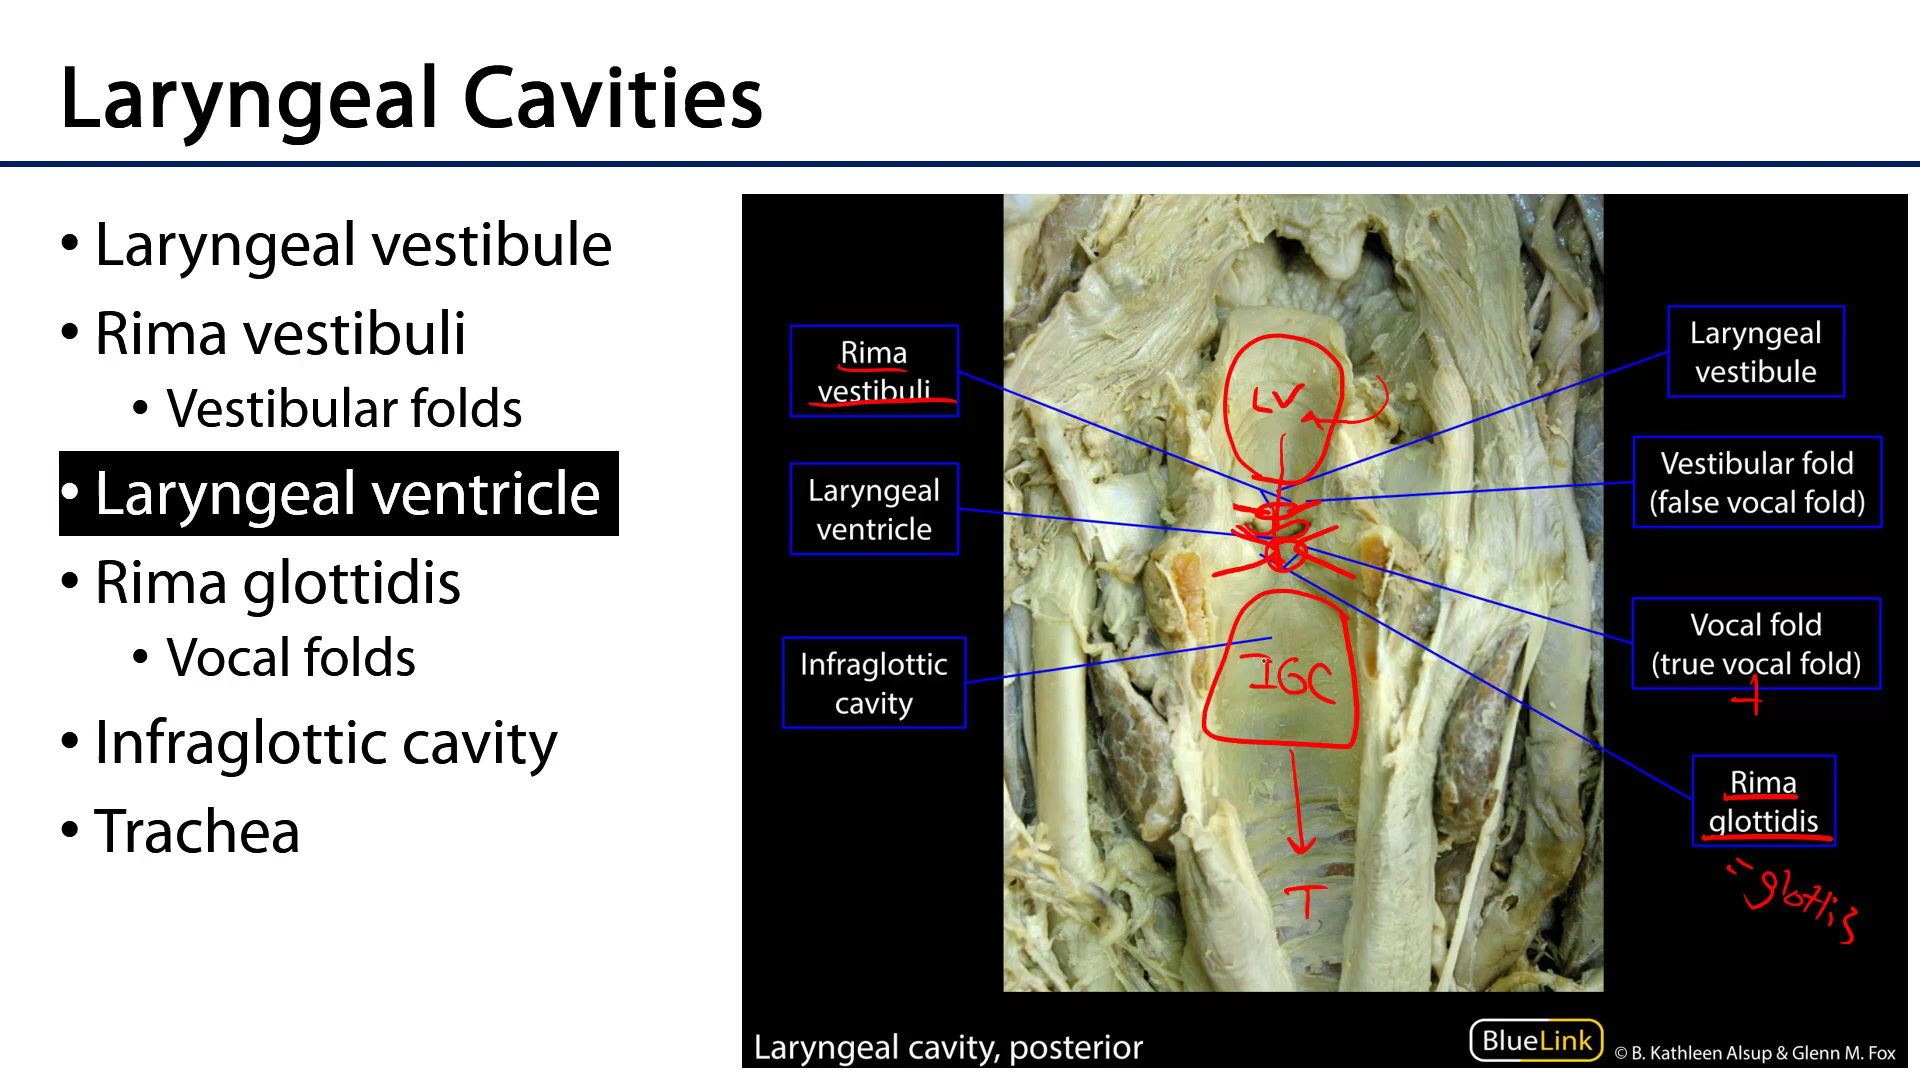 Laryngeal Cavities
• Laryngeal vestibule
• Rima vestibuli
• Vestibular folds
• Laryngeal ventricle
• Rima glottidis
• Vocal folds
• Infraglottic cavity
• Trachea
Rima
vestibuli
Laryngeal
ventricle
Infraglottic
cavity
LV
IGC
T
Laryngeal
vestibule
Vestibular fold
(false vocal fold)
Vocal fold
(true vocal fold)
+
Rima
glottidis
= glottis
Laryngeal cavity, posterior
BlueLink
© B. Kathleen Alsup & Glenn M. Fox